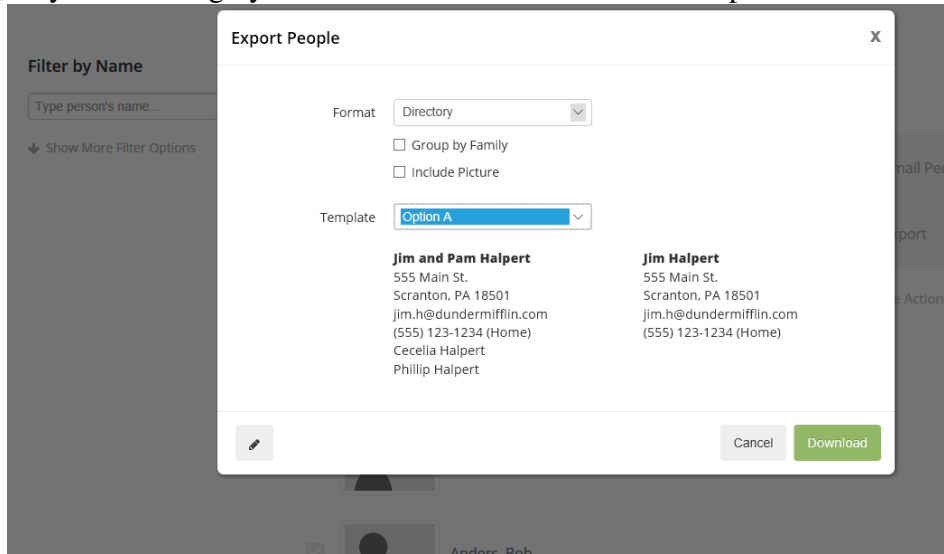 Export People
X
Filter by Name
Type person's name...
Show More Filter Options
Format
Directory
Group by Family
Include Picture
Template
Option A
Jim and Pam Halpert
555 Main St.
Scranton, PA 18501
jim.h@dundermifflin.com
(555) 123-1234 (Home)
Cecelia Halpert
Phillip Halpert
Jim Halpert
555 Main St.
Scranton, PA 18501
jim.h@dundermifflin.com
(555) 123-1234 (Home)
Cancel
Download
Anders, Bob